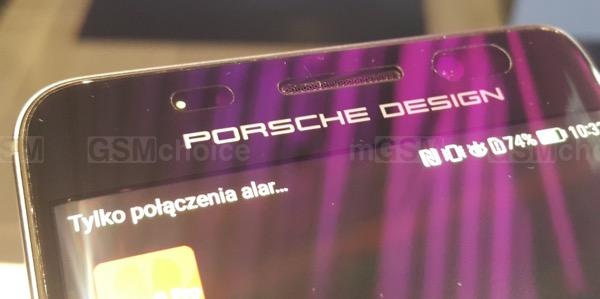 PORSCHE DESIGN
GSMchoice
74%
Tylko połączenia alar...